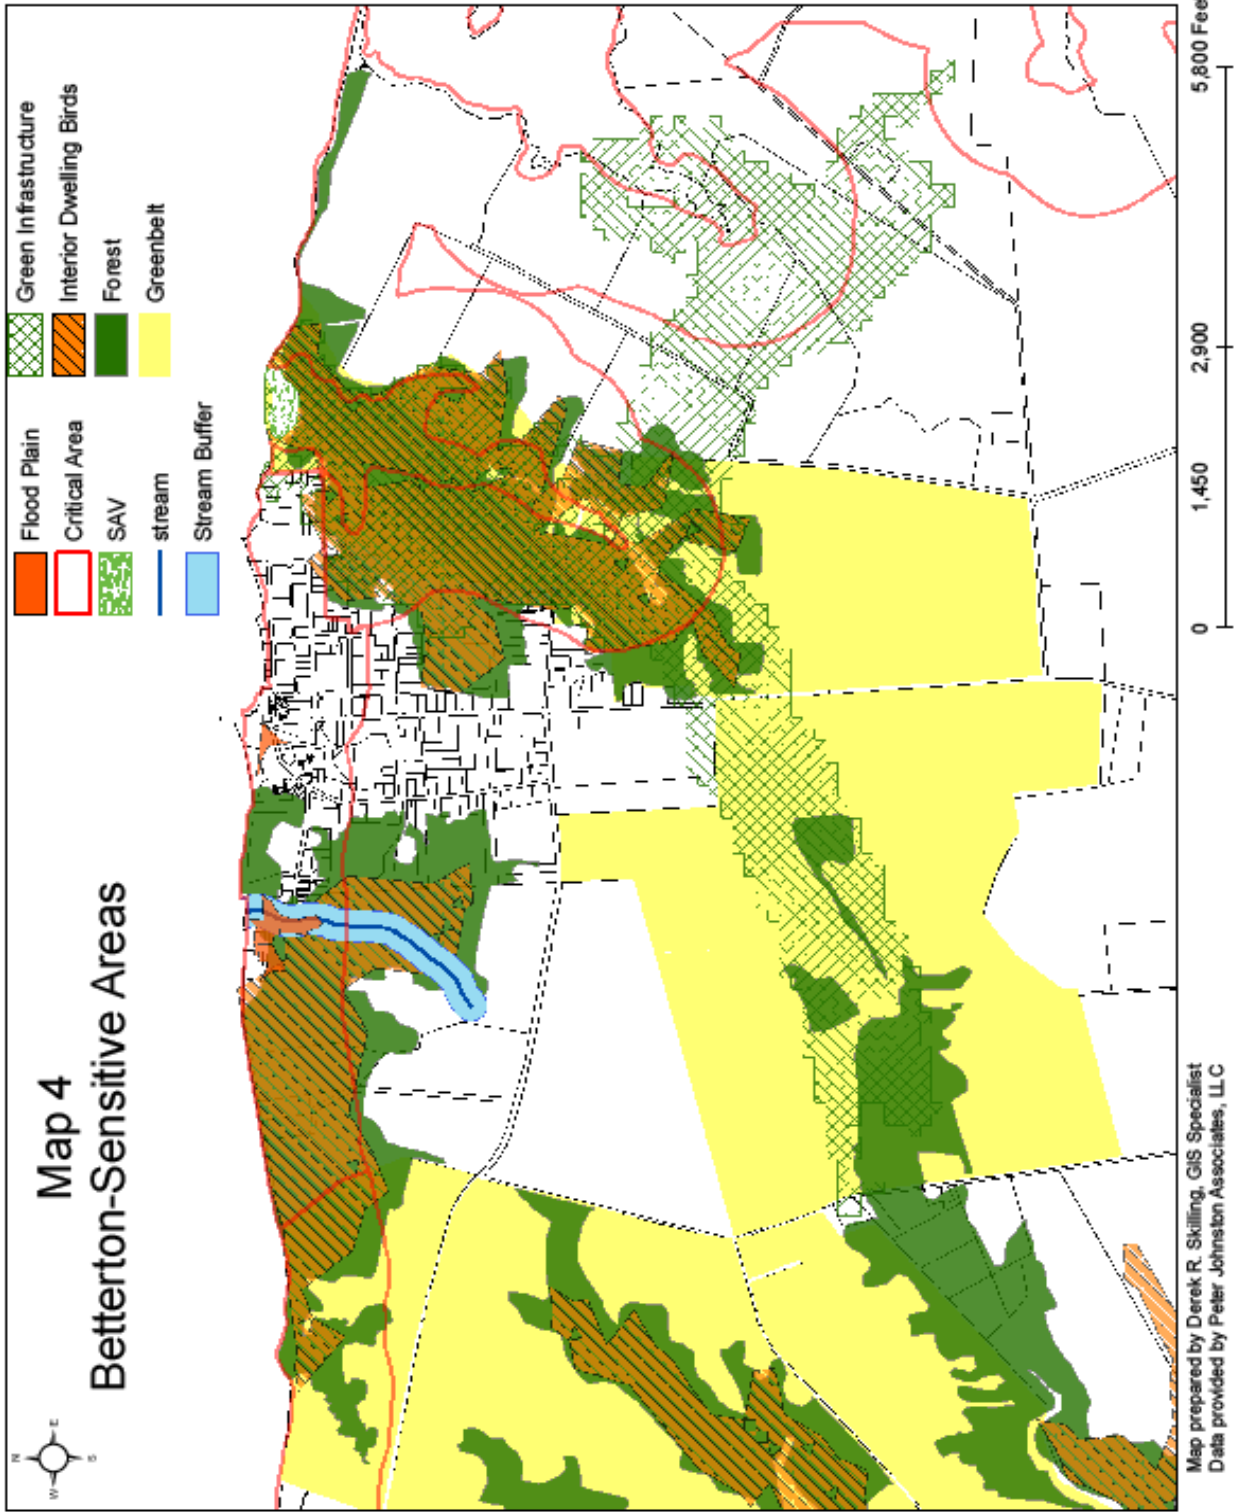 Map 4
Betterton-Sensitive Areas
N
W
E
S
Flood Plain
Critical Area
SAV
stream
Stream Buffer
Green Infrastructure
Interior Dwelling Birds
Forest
Greenbelt
Map prepared by Derek R. Skilling, GIS Specialist
Data provided by Peter Johnston Associates, LLC
0 1,450 2,900 5,800 Feet